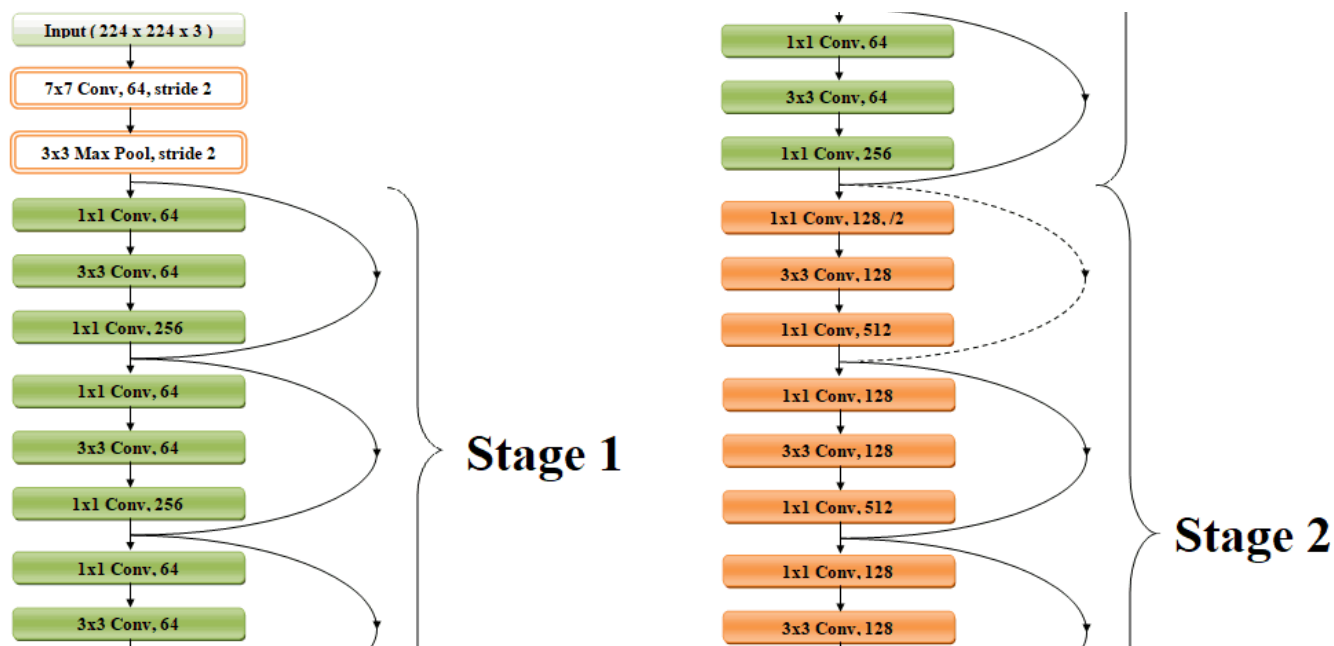 Input ( 224 x 224 x 3 )
7x7 Conv, 64, stride 2
3x3 Max Pool, stride 2
1x1 Conv, 64
3x3 Conv, 64
1x1 Conv, 256
1x1 Conv, 64
3x3 Conv, 64
1x1 Conv, 256
1x1 Conv, 64
3x3 Conv, 64
Stage 1
1x1 Conv, 64
3x3 Conv, 64
1x1 Conv, 256
1x1 Conv, 128, /2
3x3 Conv, 128
1x1 Conv, 512
1x1 Conv, 128
3x3 Conv, 128
1x1 Conv, 512
1x1 Conv, 128
3x3 Conv, 128
Stage 2